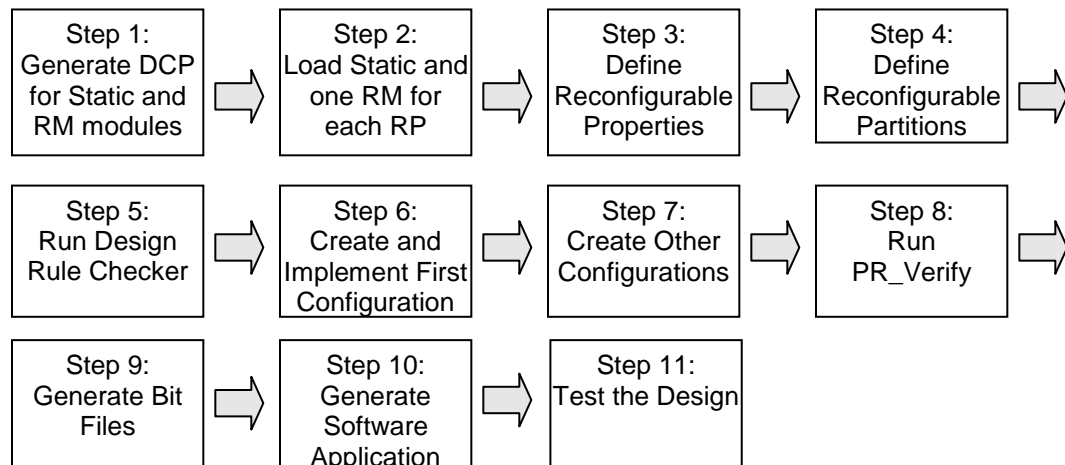 Step 1:
Generate DCP
for Static and
RM modules
Step 2:
Load Static and
one RM for
each RP
Step 3:
Define
Reconfigurable
Properties
Step 4:
Define
Reconfigurable
Partitions
Step 5:
Run Design
Rule Checker
Step 6:
Create and
Implement First
Configuration
Step 7:
Create Other
Configurations
Step 8:
Run
PR_Verify
Step 9:
Generate Bit
Files
Step 10:
Generate
Software
Application
Step 11:
Test the Design